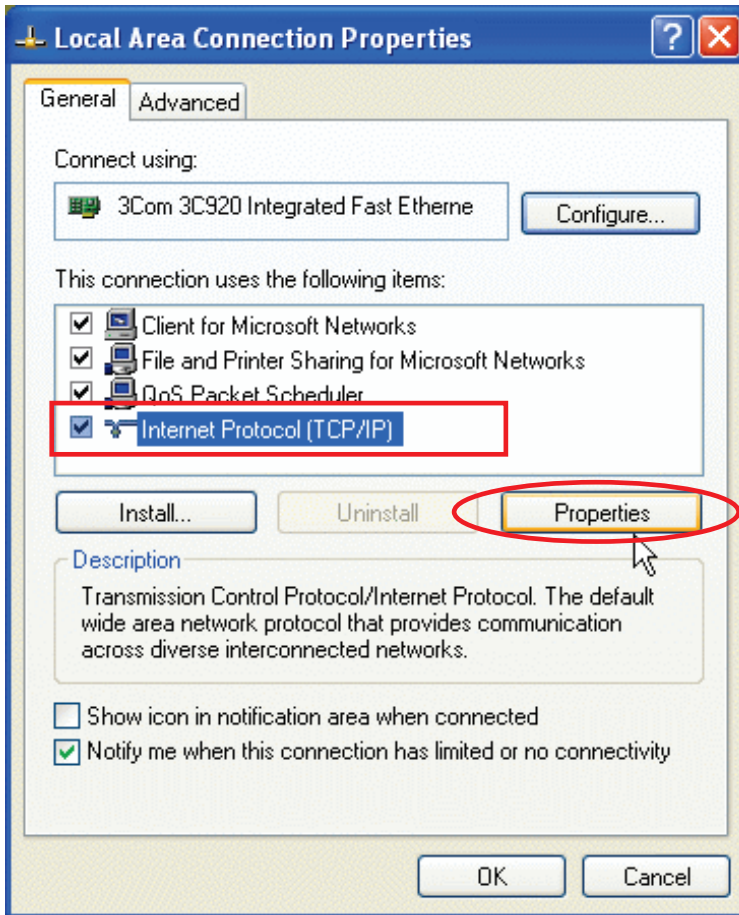 Local Area Connection Properties
General
Advanced
Connect using:
3Com 3C920 Integrated Fast Etherne
Configure...
This connection uses the following items:
Client for Microsoft Networks
File and Printer Sharing for Microsoft Networks
QoS Packet Scheduler
Internet Protocol (TCP/IP)
Install...
Uninstall
Properties
Description
Transmission Control Protocol/Internet Protocol. The default
wide area network protocol that provides communication
across diverse interconnected networks.
Show icon in notification area when connected
Notify me when this connection has limited or no connectivity
OK
Cancel